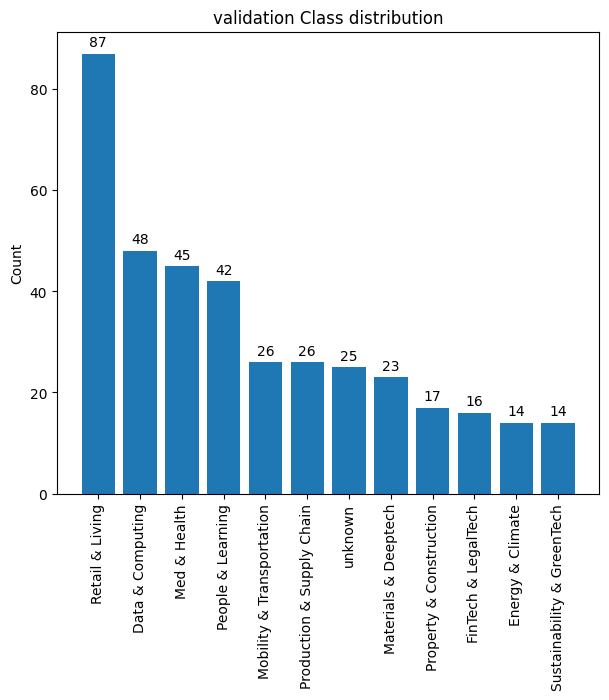 validation Class distribution
87
80
60
40
20
0
Count
48
45
42
26
26
25
23
17
16
14
14
Retail & Living
Data & Computing
Med & Health
People & Learning
Mobility & Transportation
Production & Supply Chain
unknown
Materials & Deeptech
Property & Construction
FinTech & LegalTech
Energy & Climate
Sustainability & GreenTech